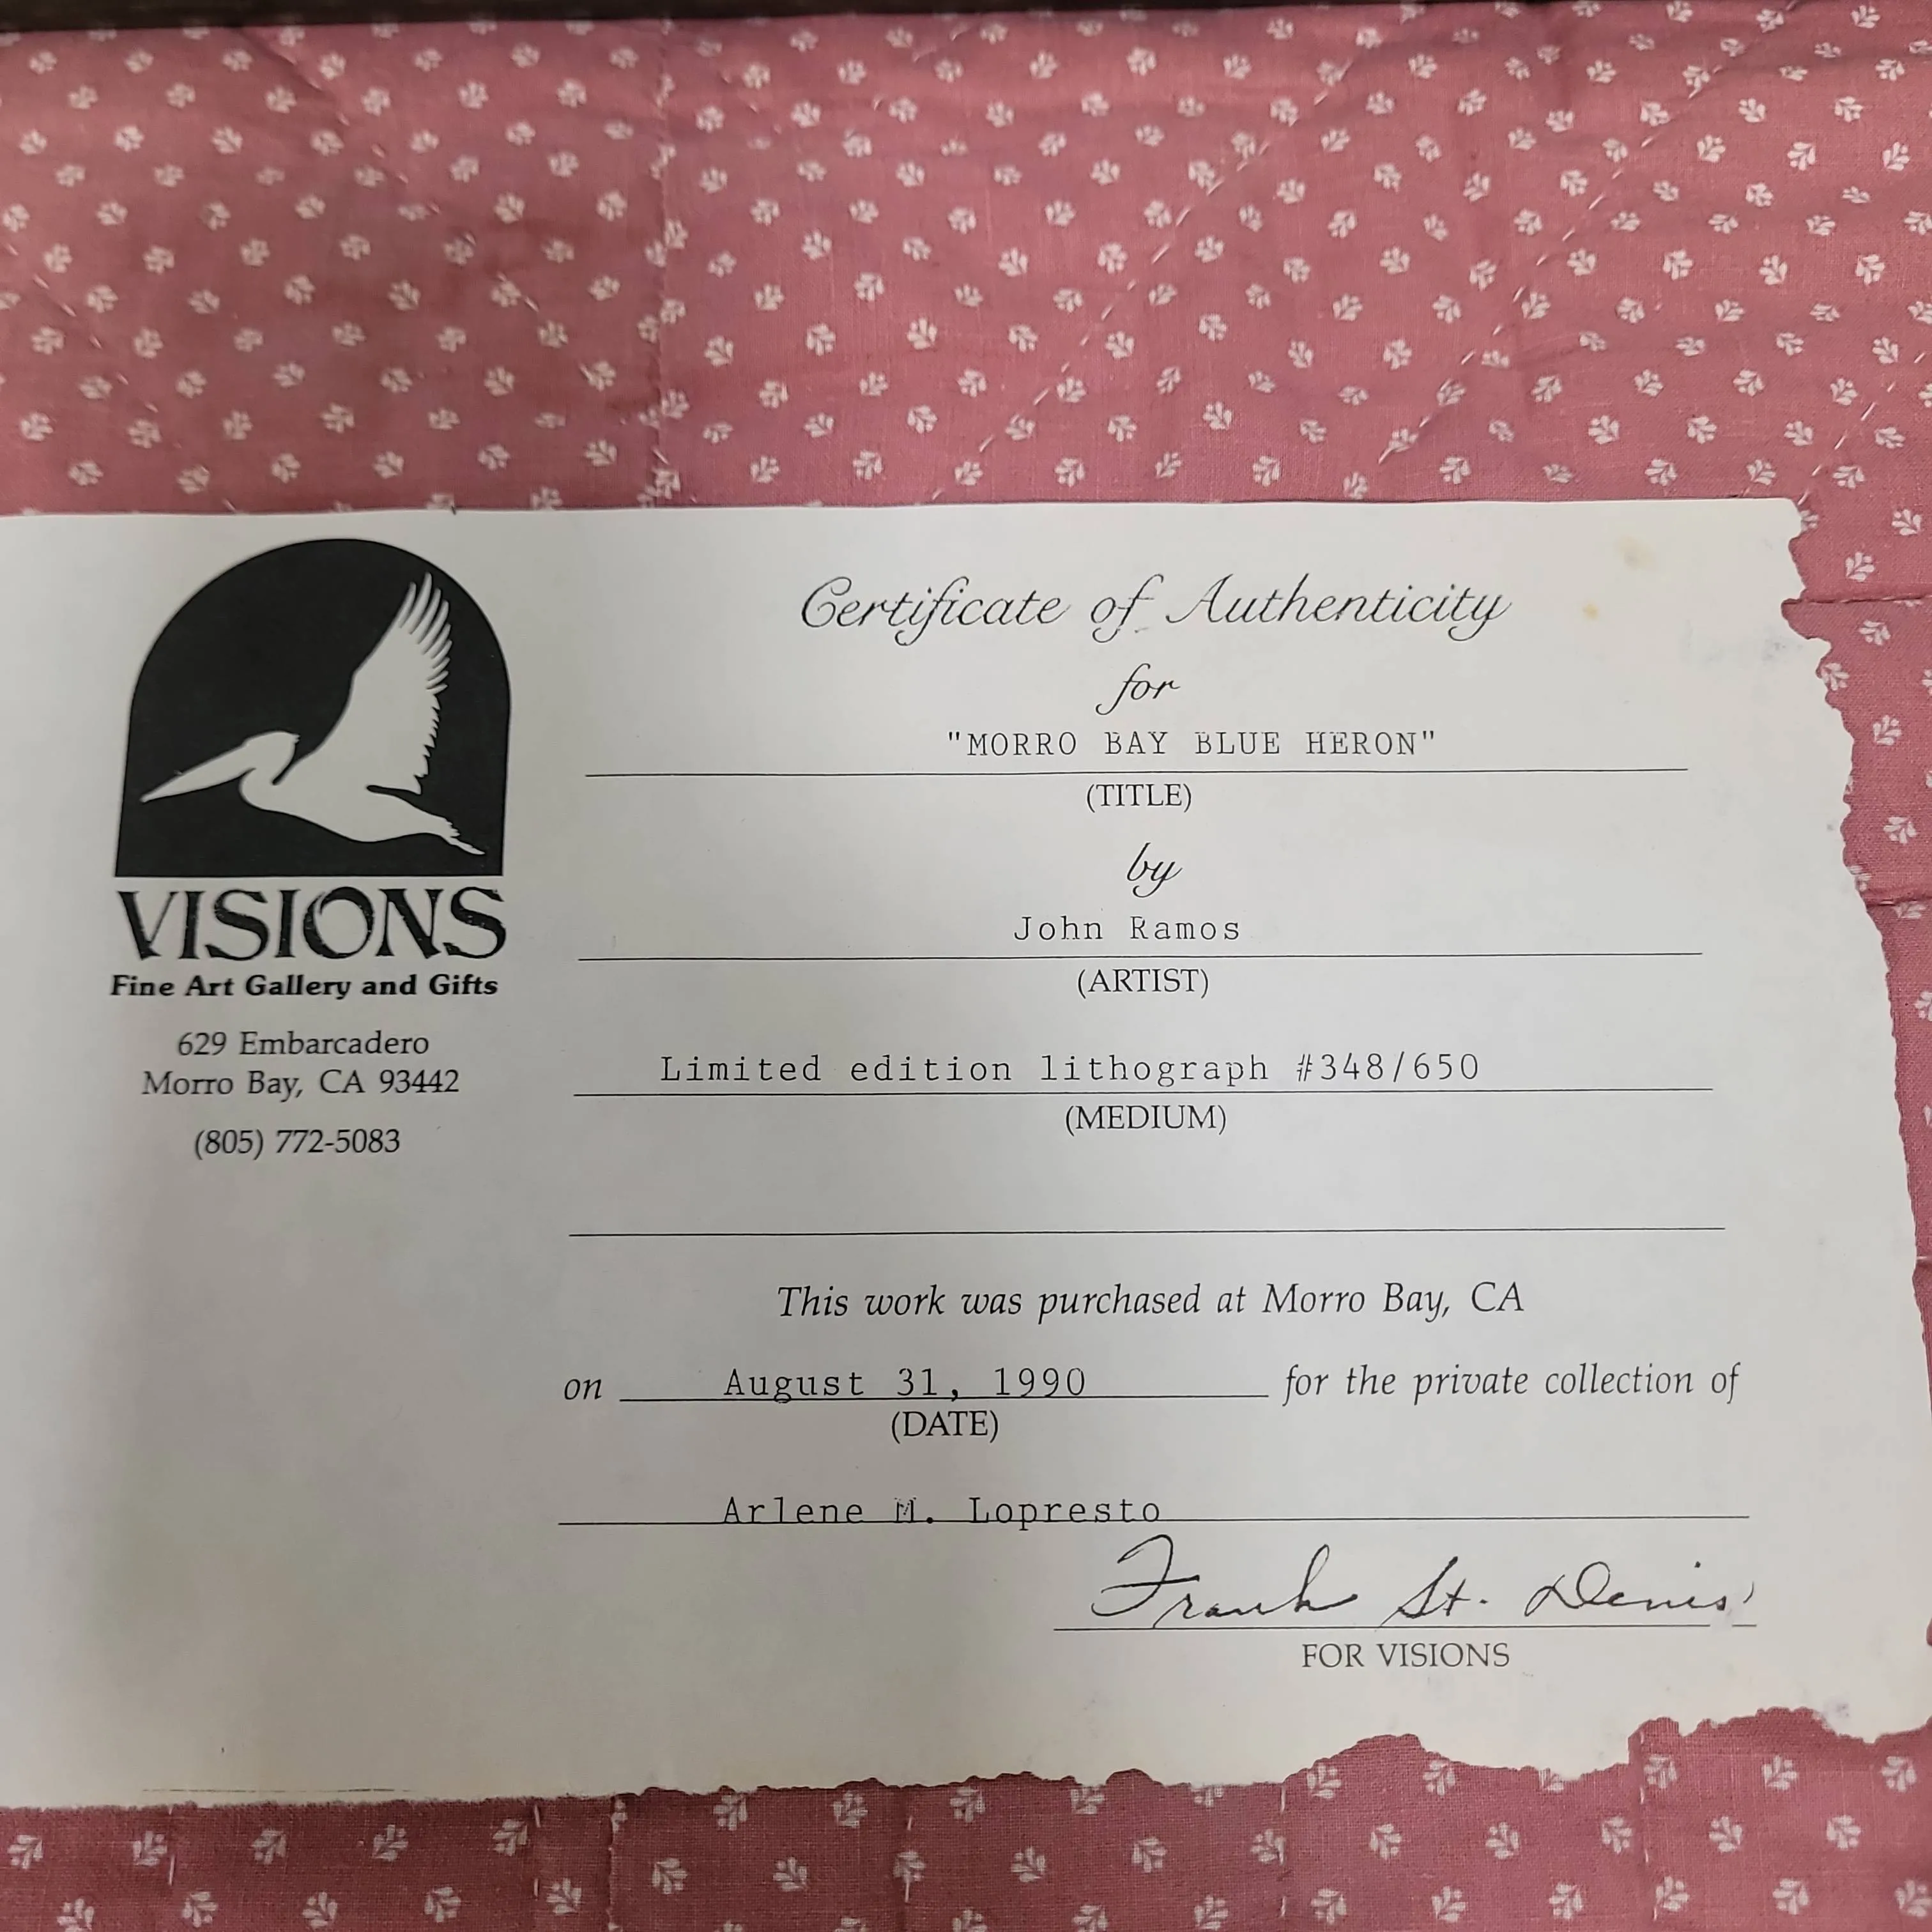 VISIONS
Fine Art Gallery and Gifts
629 Embarcadero
Morro Bay, CA 93442
(805) 772-5083
Certificate of Authenticity
for
"MORRO BAY BLUE HERON"
(TITLE)
by
John Ramos
(ARTIST)
Limited edition lithograph #348/650
(MEDIUM)
This work was purchased at Morro Bay, CA
on August 31, 1990 for the private collection of
(DATE)
Arlene M. Lopresto
Frank St. Denis
FOR VISIONS